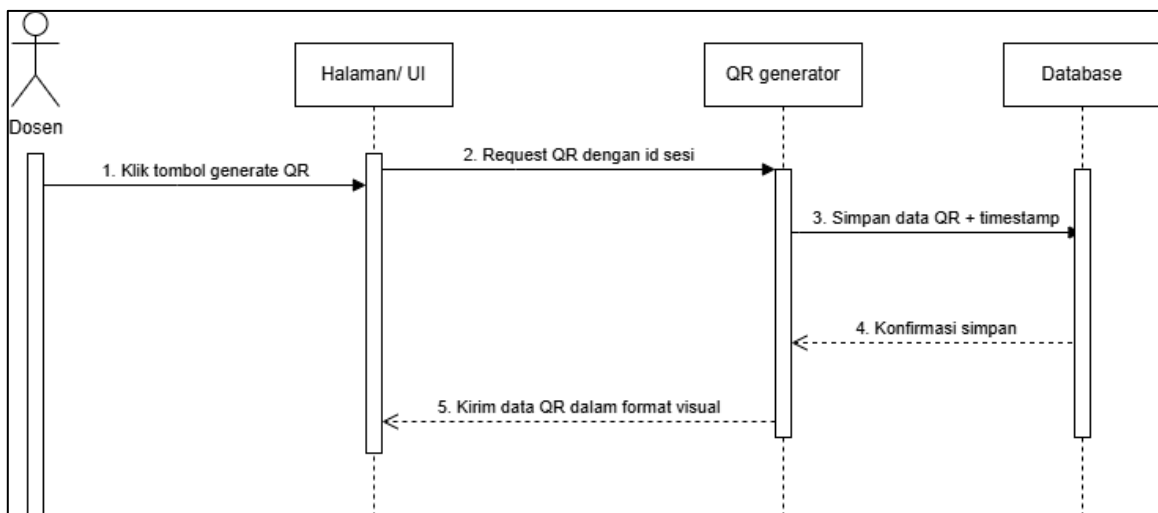 Dosen
Halaman/ UI
QR generator
Database
1. Klik tombol generate QR
2. Request QR dengan id sesi
3. Simpan data QR + timestamp
4. Konfirmasi simpan
5. Kirim data QR dalam format visual